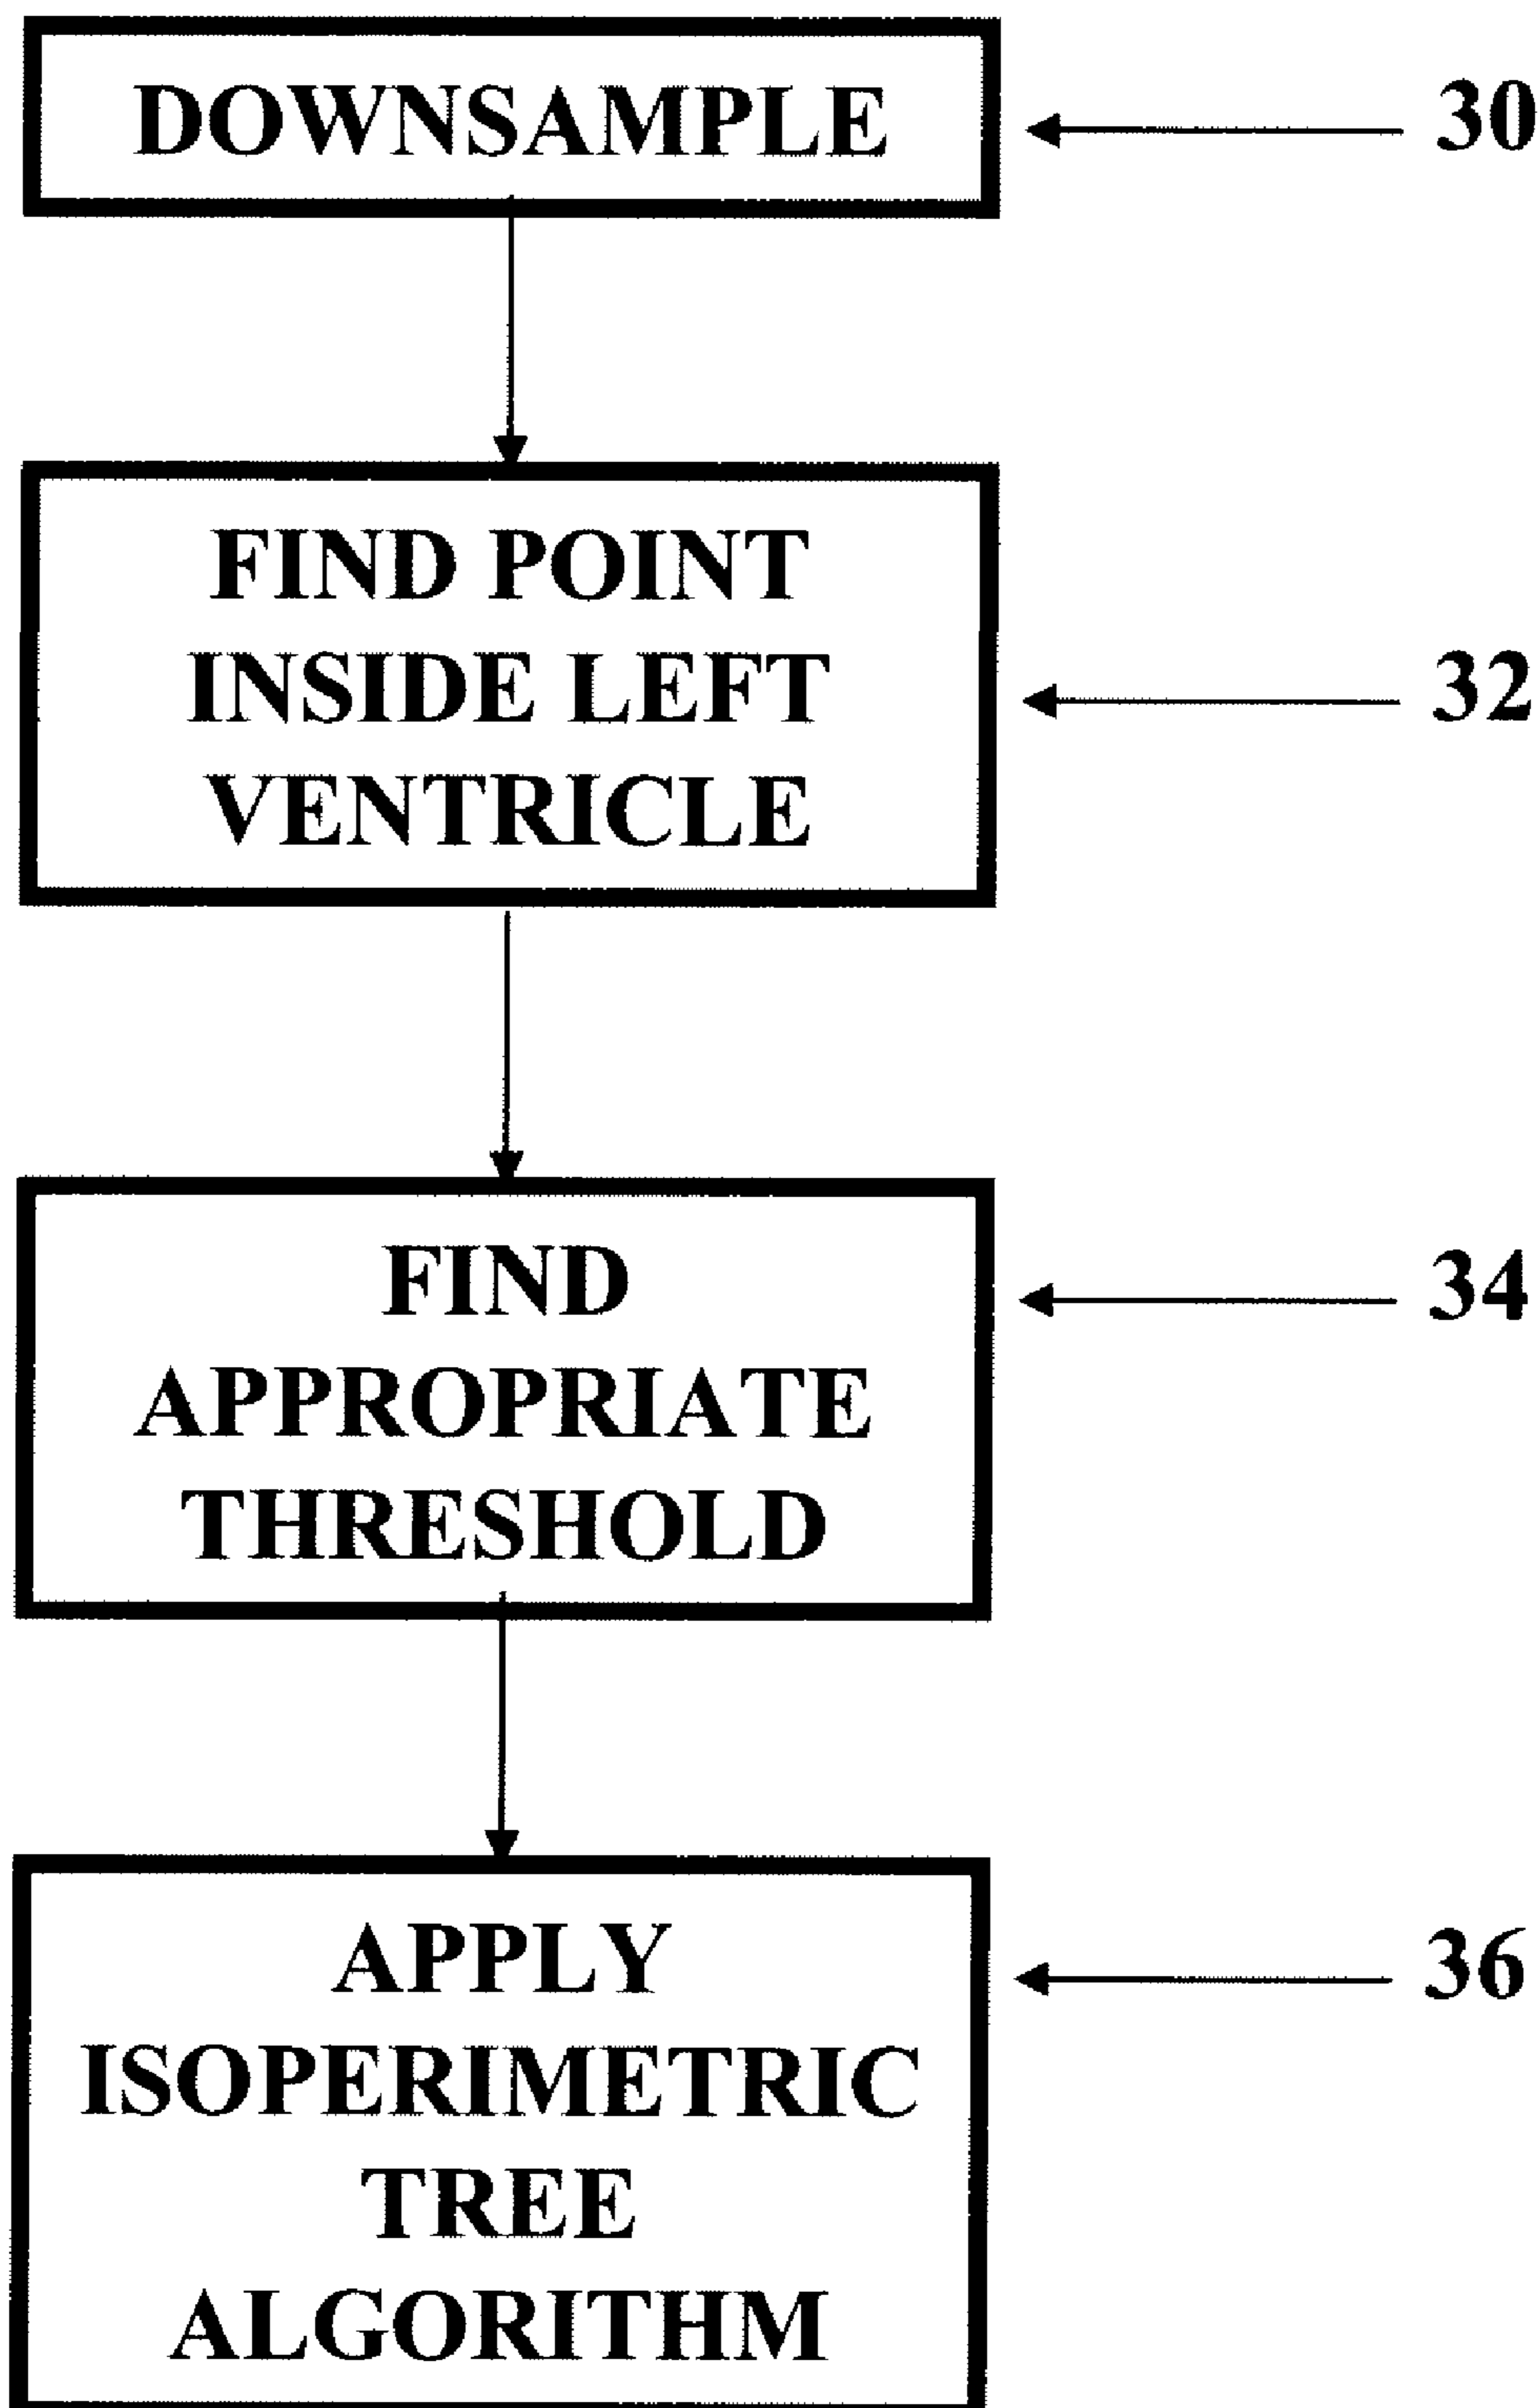 DOWNSAMPLE
30
FIND POINT
INSIDE LEFT
VENTRICLE
32
FIND
APPROPRIATE
THRESHOLD
34
APPLY
ISOPERIMETRIC
TREE
ALGORITHM
36